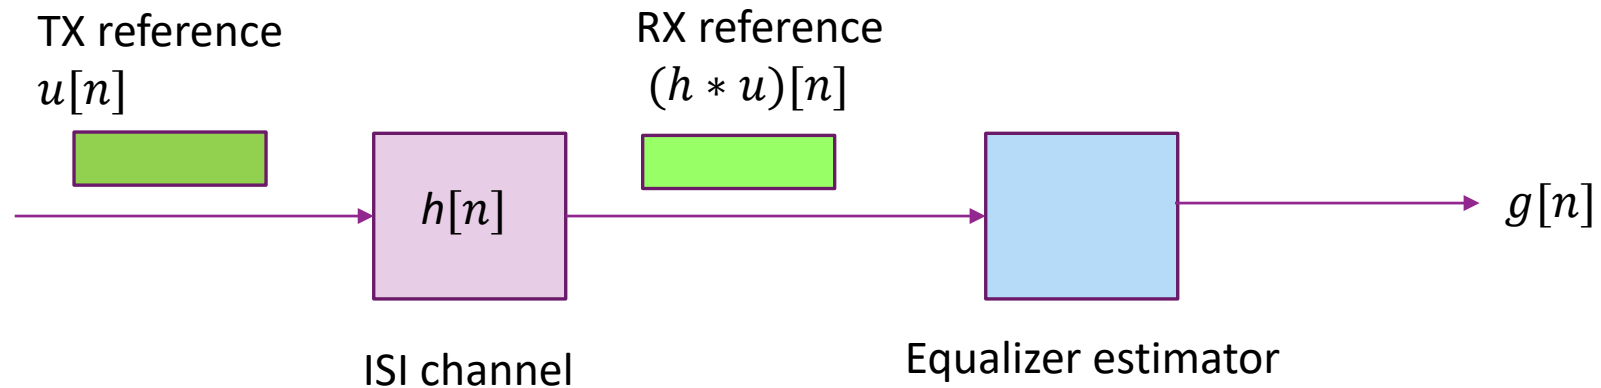 TX reference
u[n]
RX reference
(h ∗ u)[n]
h[n]
g[n]
ISI channel
Equalizer estimator